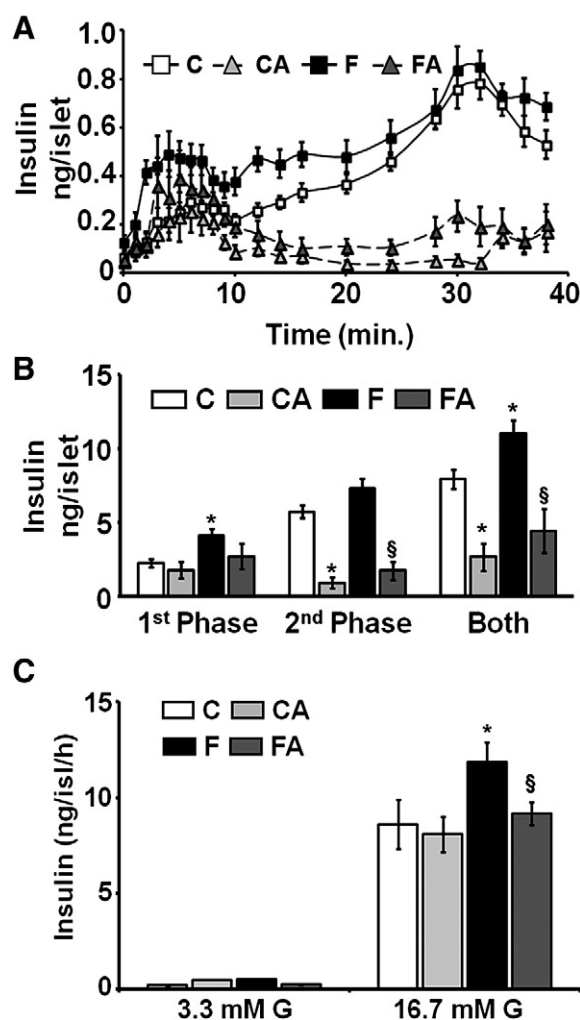 A
1.0
C CA F FA
0.8
0.6
0.4
0.2
0
Insulin
ng/islet
0 10 20 30 40
Time (min.)
B
15
C CA F FA
10
5
0
Insulin
ng/islet
*
*
§
*
*
§
1st Phase 2nd Phase Both
C
15
C CA
F FA
10
5
0
Insulin (ng/isl/h)
*
§
3.3 mM G 16.7 mM G